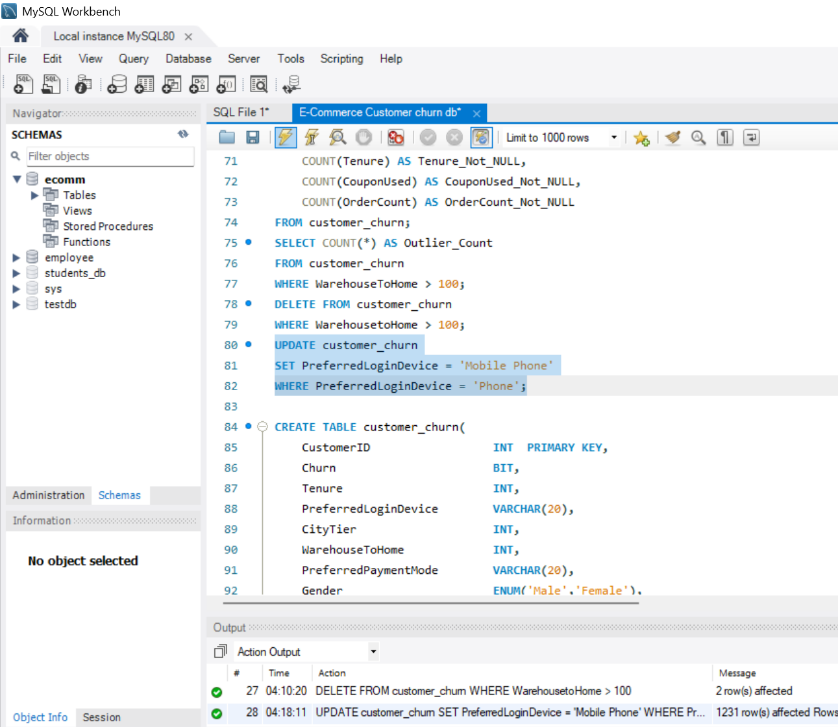 MySQL Workbench
Local instance MySQL80
File Edit View Query Database Server Tools Scripting Help
Navigator
SCHEMAS
Filter objects
ecomm
Tables
Views
Stored Procedures
Functions
employee
students_db
sys
testdb
Administration Schemas
Information
No object selected
Object Info Session
SQL File 1* E-Commerce Customer churn db*
Limit to 1000 rows
71 COUNT(Tenure) AS Tenure_Not_NULL,
72 COUNT(CouponUsed) AS CouponUsed_Not_NULL,
73 COUNT(OrderCount) AS OrderCount_Not_NULL
74 FROM customer_churn;
75 SELECT COUNT(*) AS Outlier_Count
76 FROM customer_churn
77 WHERE WarehouseToHome > 100;
78 DELETE FROM customer_churn
79 WHERE WarehousetoHome > 100;
80 UPDATE customer_churn
81 SET PreferredLoginDevice = 'Mobile Phone'
82 WHERE PreferredLoginDevice = 'Phone';
83
84 CREATE TABLE customer_churn(
85 CustomerID INT PRIMARY KEY,
86 Churn BIT,
87 Tenure INT,
88 PreferredLoginDevice VARCHAR(20),
89 CityTier INT,
90 WarehouseToHome INT,
91 PreferredPaymentMode VARCHAR(20),
92 Gender ENUM('Male','Female'),
Output
Action Output
# Time Action Message
27 04:10:20 DELETE FROM customer_churn WHERE WarehousetoHome > 100 2 row(s) affected
28 04:18:11 UPDATE customer_churn SET PreferredLoginDevice = 'Mobile Phone' WHERE Pr... 1231 row(s) affected Rows